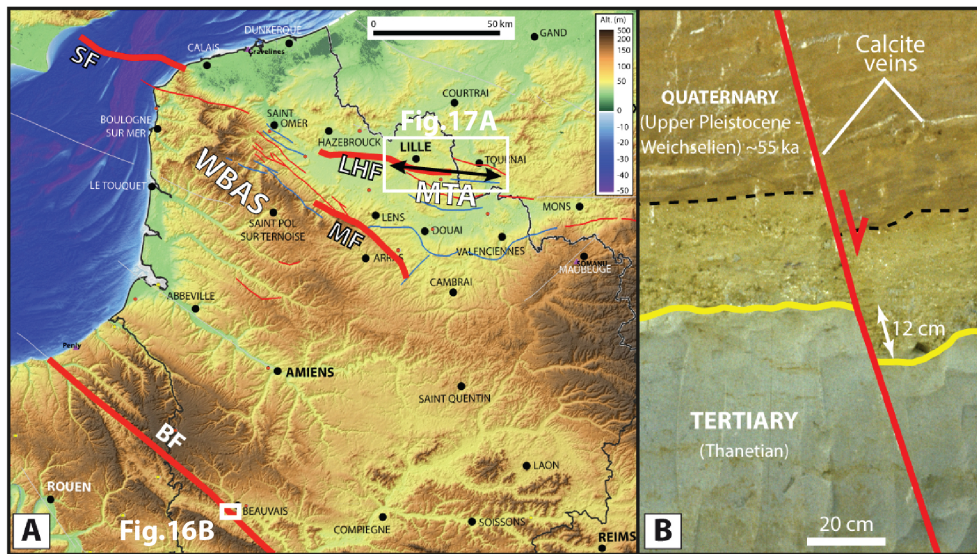 0
50 km
Alt. (m)
500
200
100
50
0
-10
-20
-30
-40
-50
DUNKERQUE
Gravelines
CALAIS
GAND
SF
COURTRAI
BOULOGNE
SUR MER
SAINT
OMER
HAZEBROUCK
Fig.17A
LILLE
TOURNAI
LHF
MTA
WBAS
LE TOUQUET
SAINT POL
SUR TERNOISE
LENS
MONS
MF
DOUAI
ARRAS
VALENCIENNES
SOMANU
MAUBEUGE
CAMBRAI
ABBEVILLE
Penly
AMIENS
SAINT QUENTIN
BF
LAON
ROUEN
BEAUVAIS
Fig.16B
COMPIEGNE
SOISSONS
REIMS
A
Calcite
veins
QUATERNARY
(Upper Pleistocene -
Weichselien) ~55 ka
12 cm
TERTIARY
(Thanetian)
B
20 cm